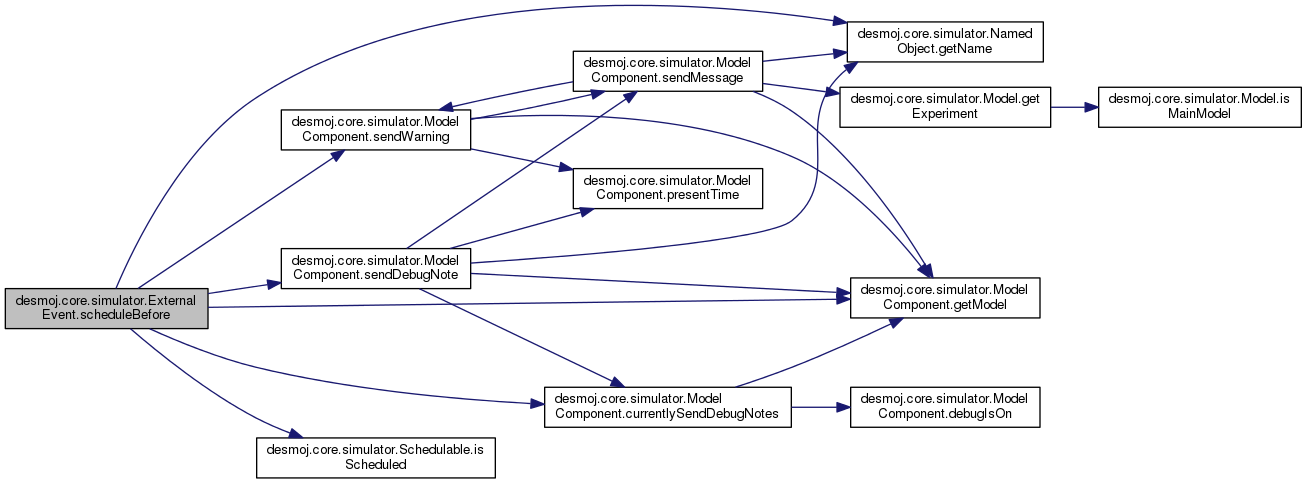 desmoj.core.simulator.Named
Object.getName
desmoj.core.simulator.Model
Component.sendMessage
desmoj.core.simulator.Model.get
Experiment
desmoj.core.simulator.Model.is
MainModel
desmoj.core.simulator.Model
Component.sendWarning
desmoj.core.simulator.Model
Component.presentTime
desmoj.core.simulator.Model
Component.sendDebugNote
desmoj.core.simulator.External
Event.scheduleBefore
desmoj.core.simulator.Model
Component.getModel
desmoj.core.simulator.Model
Component.currentlySendDebugNotes
desmoj.core.simulator.Model
Component.debugIsOn
desmoj.core.simulator.Schedulable.is
Scheduled